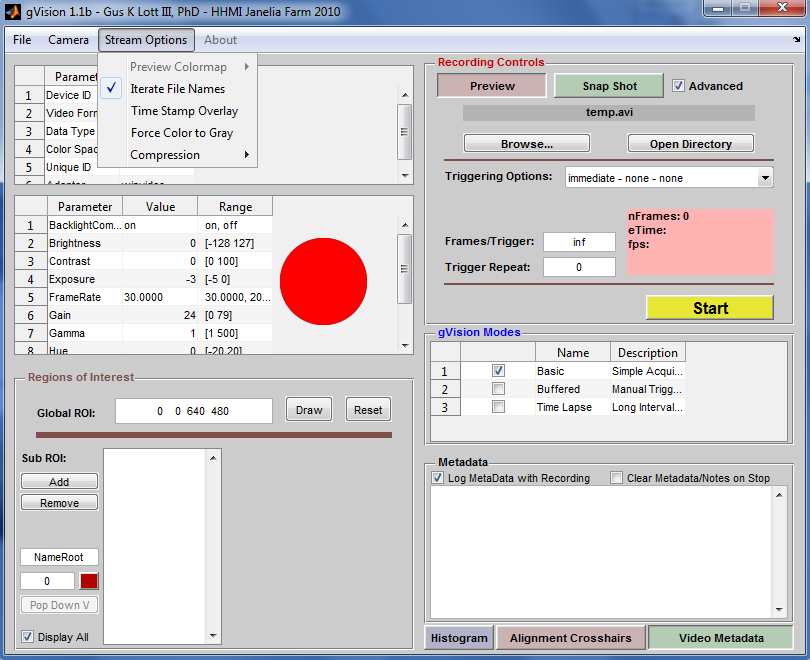 gVision 1.1b - Gus K Lott III, PhD - HHMI Janelia Farm 2010
File Camera Stream Options About
Preview Colormap
Iterate File Names
Time Stamp Overlay
Force Color to Gray
Compression
Paramet
1 Device ID
2 Video Form
3 Data Type
4 Color Spac
5 Unique ID
Parameter Value Range
1 BacklightCom... on on, off
2 Brightness 0 [-128 127]
3 Contrast 0 [0 100]
4 Exposure -3 [-5 0]
5 FrameRate 30.0000 30.0000, 20...
6 Gain 24 [0 79]
7 Gamma 1 [1 500]
8 Hue 0 [-20 20]
Regions of Interest
Global ROI: 0 0 640 480 Draw Reset
Sub ROI:
Add
Remove
NameRoot
0
Pop Down V
Display All
Recording Controls
Preview Snap Shot Advanced
temp.avi
Browse... Open Directory
Triggering Options: immediate - none - none
nFrames: 0
eTime:
fps:
Frames/Trigger: inf
Trigger Repeat: 0
Start
gVision Modes
Name Description
1 Basic Simple Acqui...
2 Buffered Manual Trigg...
3 Time Lapse Long Interval...
Metadata
Log MetaData with Recording Clear Metadata/Notes on Stop
Histogram Alignment Crosshairs Video Metadata